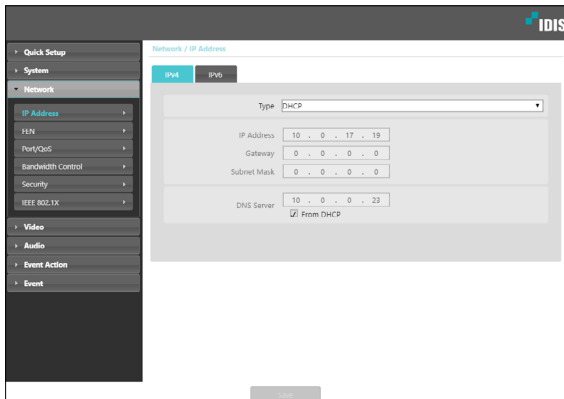 IDIS
Quick Setup
System
Network
IP Address
FEN
Port/QoS
Bandwidth Control
Security
IEEE 802.1X
Video
Audio
Event Action
Event
Network / IP Address
IPv4 IPv6
Type DHCP
IP Address 10 . 0 . 17 . 19
Gateway 0 . 0 . 0 . 0
Subnet Mask 0 . 0 . 0 . 0
DNS Server 10 . 0 . 0 . 23
From DHCP
Save